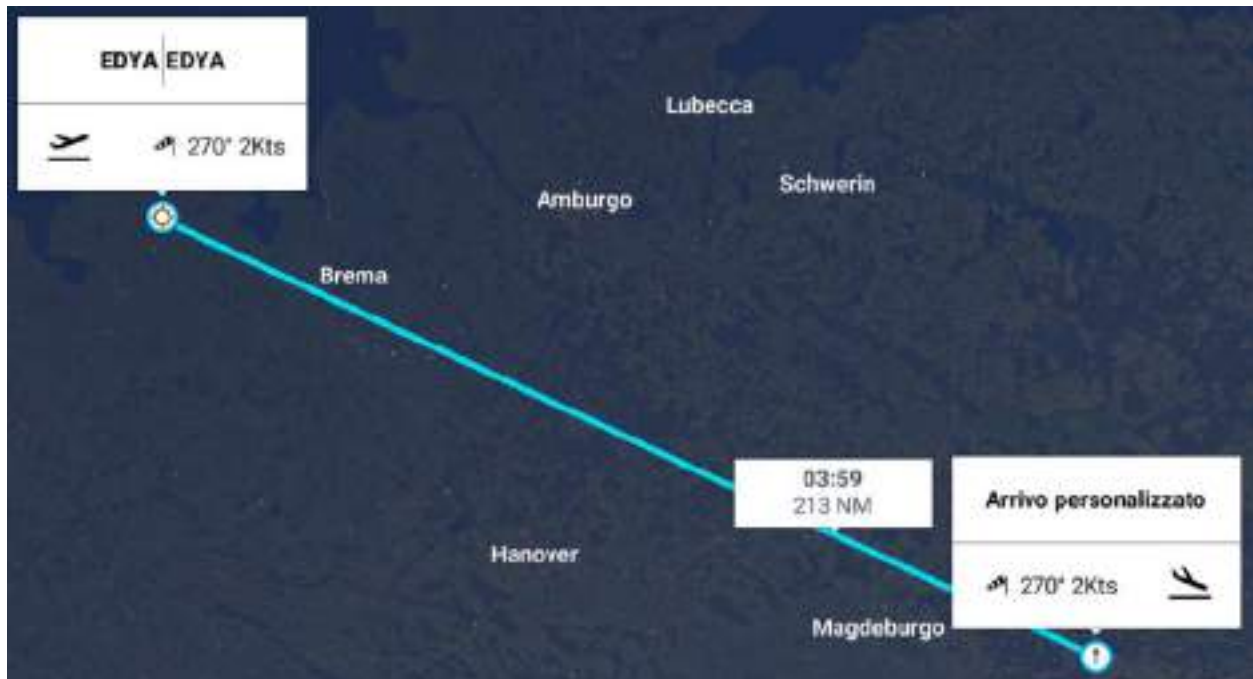 EDYA EDYA
270° 2Kts
Lubecca
Schwerin
Amburgo
Brema
03:59
213 NM
Arrivo personalizzato
Hanover
270° 2Kts
Magdeburgo